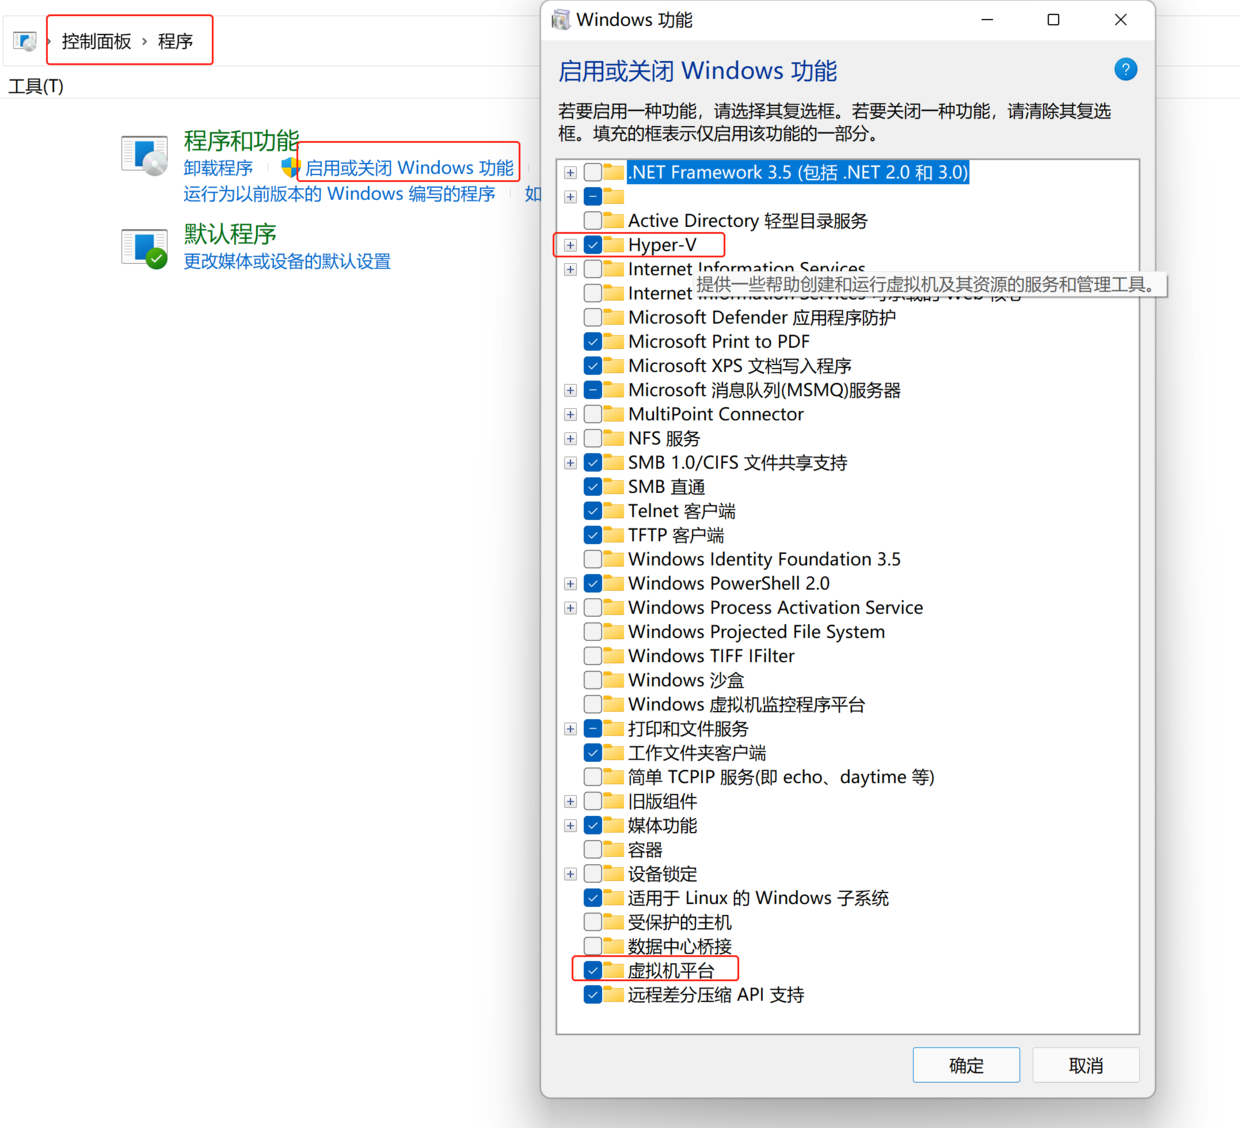 控制面板 › 程序
工具(T)
程序和功能
卸载程序
启用或关闭 Windows 功能
运行为以前版本的 Windows 编写的程序
如
默认程序
更改媒体或设备的默认设置
Windows 功能
启用或关闭 Windows 功能
?
若要启用一种功能，请选择其复选框。若要关闭一种功能，请清除其复选
框。填充的框表示仅启用该功能的一部分。
.NET Framework 3.5 (包括 .NET 2.0 和 3.0)
Active Directory 轻型目录服务
Hyper-V
Internet Information Services
提供一些帮助创建和运行虚拟机及其资源的服务和管理工具。
Internet
Microsoft Defender 应用程序防护
Microsoft Print to PDF
Microsoft XPS 文档写入程序
Microsoft 消息队列(MSMQ)服务器
MultiPoint Connector
NFS 服务
SMB 1.0/CIFS 文件共享支持
SMB 直通
Telnet 客户端
TFTP 客户端
Windows Identity Foundation 3.5
Windows PowerShell 2.0
Windows Process Activation Service
Windows Projected File System
Windows TIFF IFilter
Windows 沙盒
Windows 虚拟机监控程序平台
打印和文件服务
工作文件夹客户端
简单 TCPIP 服务(即 echo、daytime 等)
旧版组件
媒体功能
容器
设备锁定
适用于 Linux 的 Windows 子系统
受保护的主机
数据中心桥接
虚拟机平台
远程差分压缩 API 支持
确定
取消